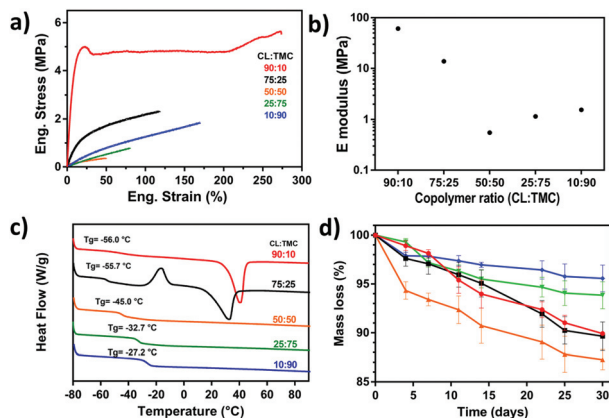 a)
Eng. Stress (MPa)
6
4
2
0
0
50
100
150
200
250
300
Eng. Strain (%)
CL:TMC
90:10
75:25
50:50
25:75
10:90
b)
E modulus (MPa)
100
10
1
0.1
90:10
75:25
50:50
25:75
10:90
Copolymer ratio (CL:TMC)
c)
Heat Flow (W/g)
Tg= -56.0 °C
Tg= -55.7 °C
Tg= -45.0 °C
Tg= -32.7 °C
Tg= -27.2 °C
CL:TMC
90:10
75:25
50:50
25:75
10:90
-80
-60
-40
-20
0
20
40
60
80
Temperature (°C)
d)
Mass loss (%)
100
95
90
85
0
5
10
15
20
25
30
Time (days)